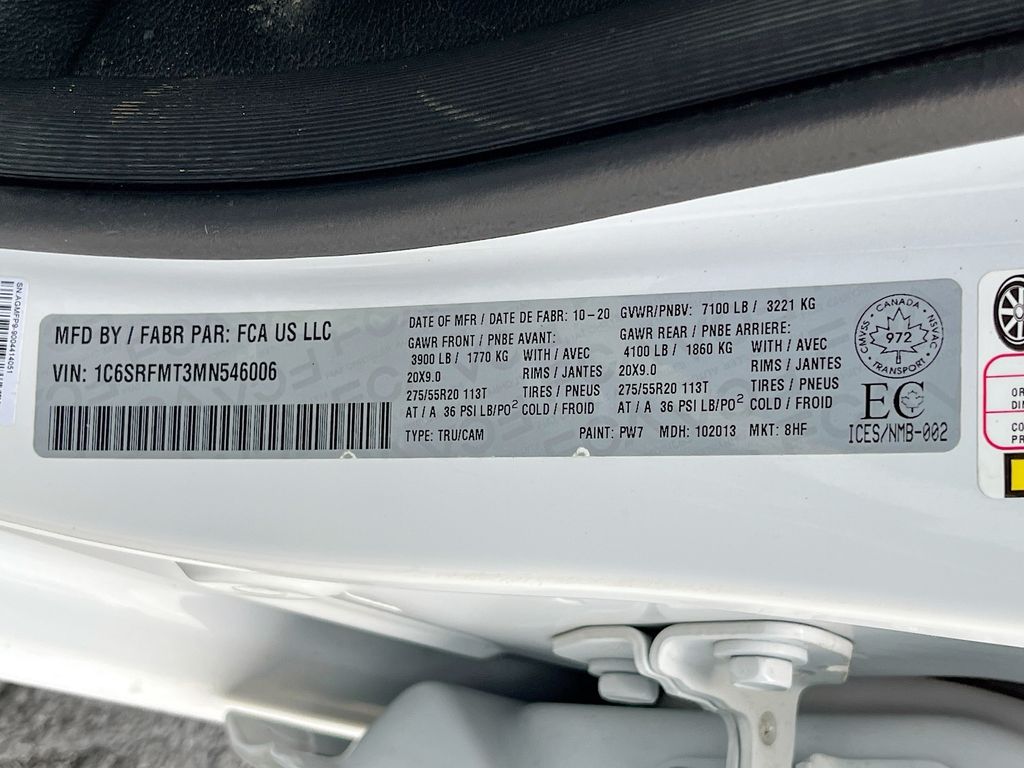 MFD BY / FABR PAR: FCA US LLC
VIN: 1C6SRFMT3MN546006
DATE OF MFR / DATE DE FABR: 10-20
GAWR FRONT / PNBE AVANT:
3900 LB / 1770 KG WITH / AVEC
20X9.0 RIMS / JANTES
275/55R20 113T TIRES / PNEUS
AT / A 36 PSI LB/PO² COLD / FROID
TYPE: TRU/CAM
GVWR/PNBV: 7100 LB / 3221 KG
GAWR REAR / PNBE ARRIERE:
4100 LB / 1860 KG WITH / AVEC
20X9.0 RIMS / JANTES
275/55R20 113T TIRES / PNEUS
AT / A 36 PSI LB/PO² COLD / FROID
PAINT: PW7 MDH: 102013 MKT: 8HF
CANADA
CMVSS
NSVAC
972
TRANSPORT
EC
ICES/NMB-002